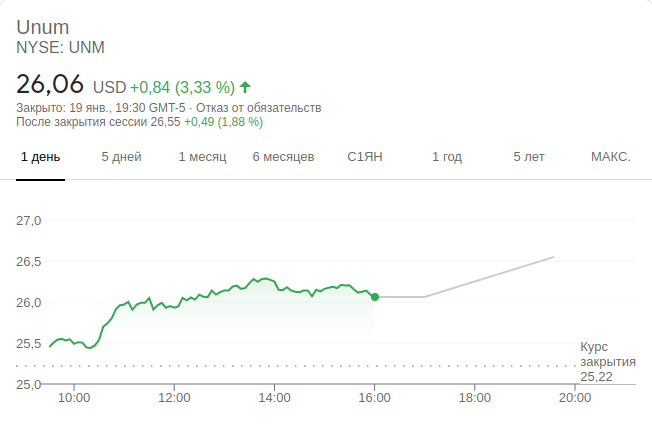 Unum
NYSE: UNM
26,06 USD +0,84 (3,33 %)
Закрыто: 19 янв., 19:30 GMT-5 · Отказ от обязательств
После закрытия сессии 26,55 +0,49 (1,88 %)
1 день 5 дней 1 месяц 6 месяцев С1ЯН 1 год 5 лет МАКС.
27,0
26,5
26,0
25,5
25,0
Курс
закрытия
25,22
10:00 12:00 14:00 16:00 18:00 20:00